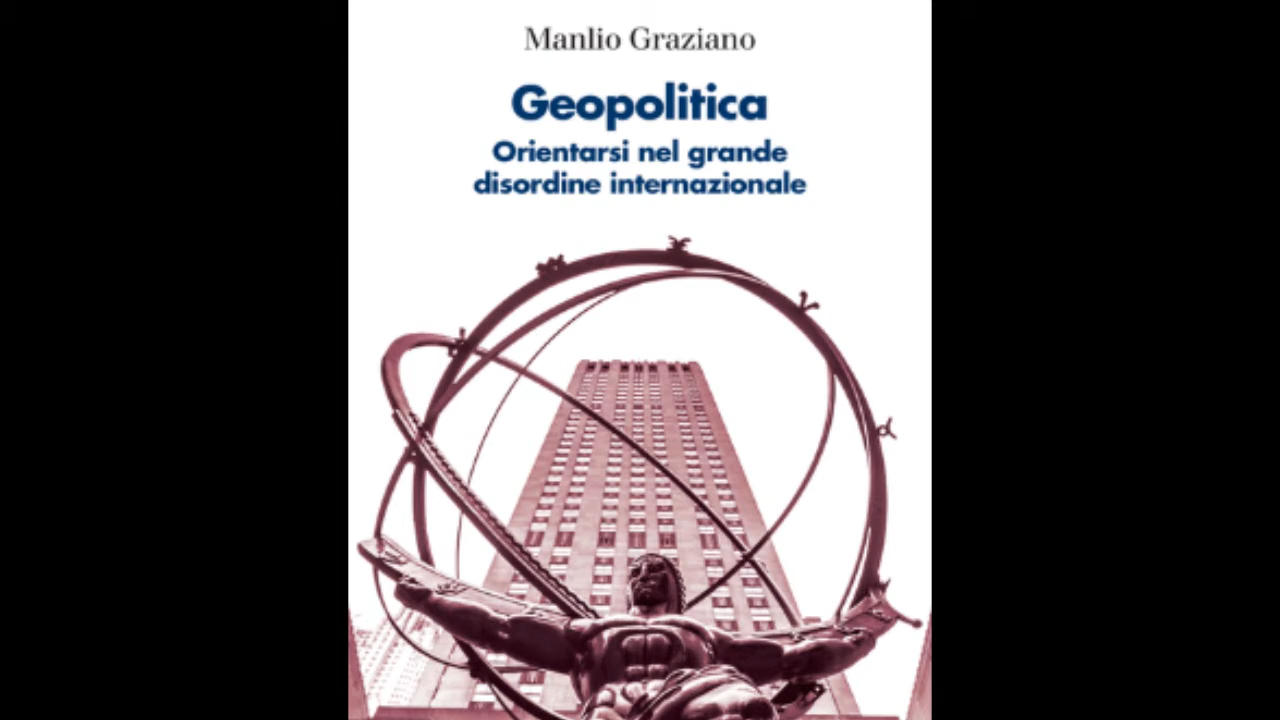 Manlio Graziano
Geopolitica
Orientarsi nel grande
disordine internazionale